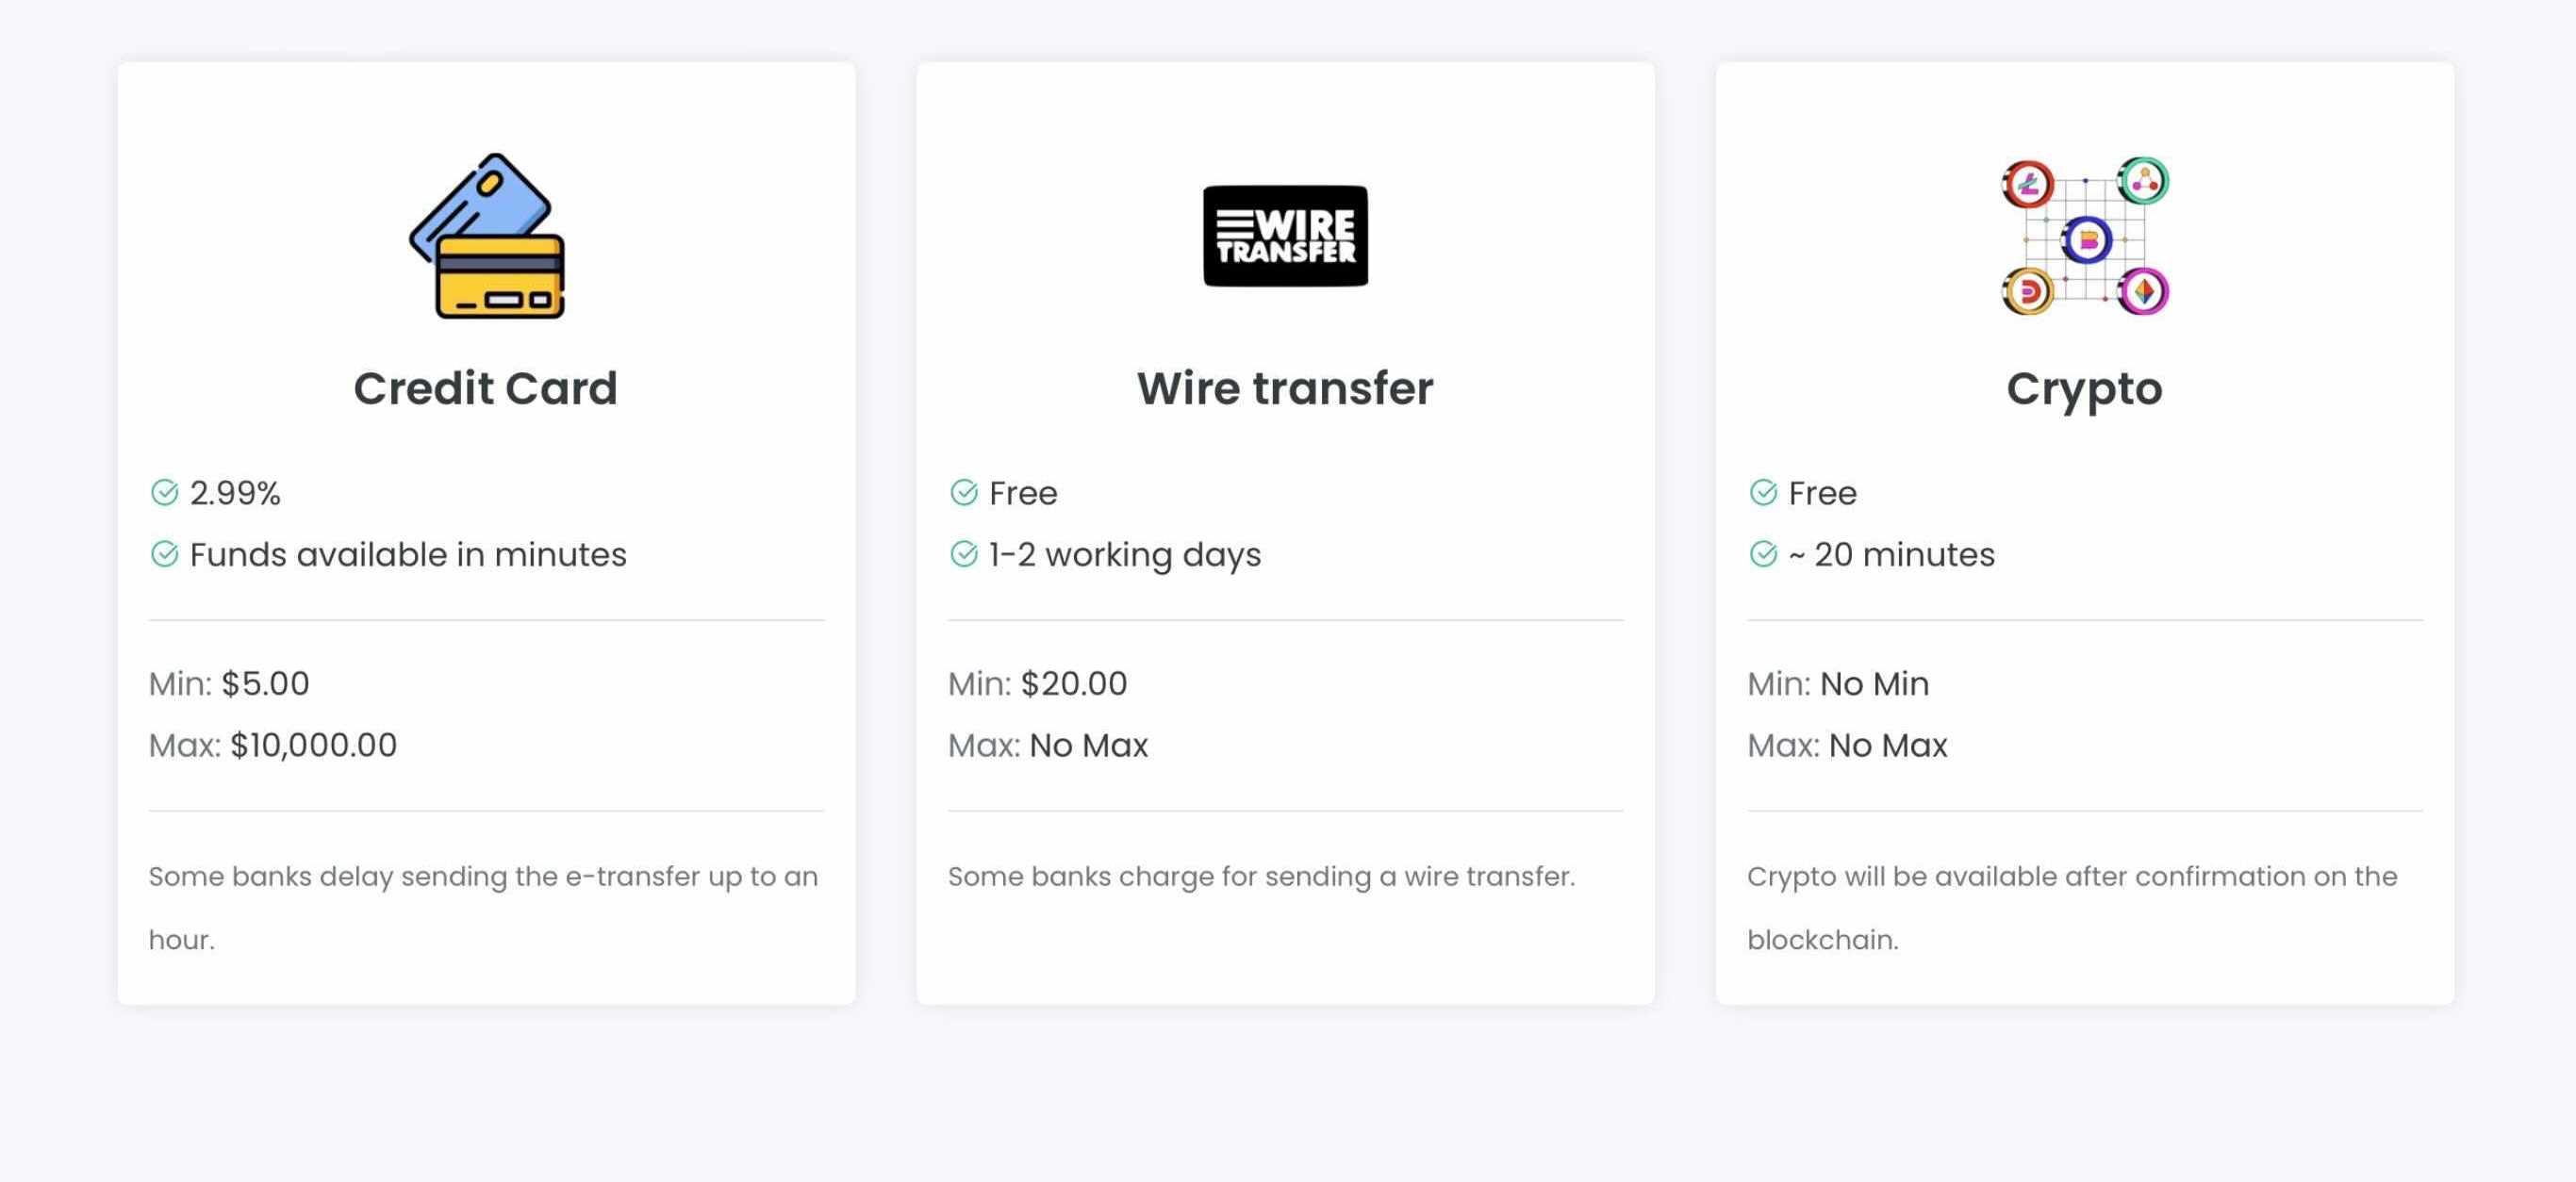 WIRE
TRANSFER
Credit Card
2.99%
Funds available in minutes
Min: $5.00
Max: $10,000.00
Some banks delay sending the e-transfer up to an
hour.
Wire transfer
Free
1-2 working days
Min: $20.00
Max: No Max
Some banks charge for sending a wire transfer.
Crypto
Free
~ 20 minutes
Min: No Min
Max: No Max
Crypto will be available after confirmation on the
blockchain.